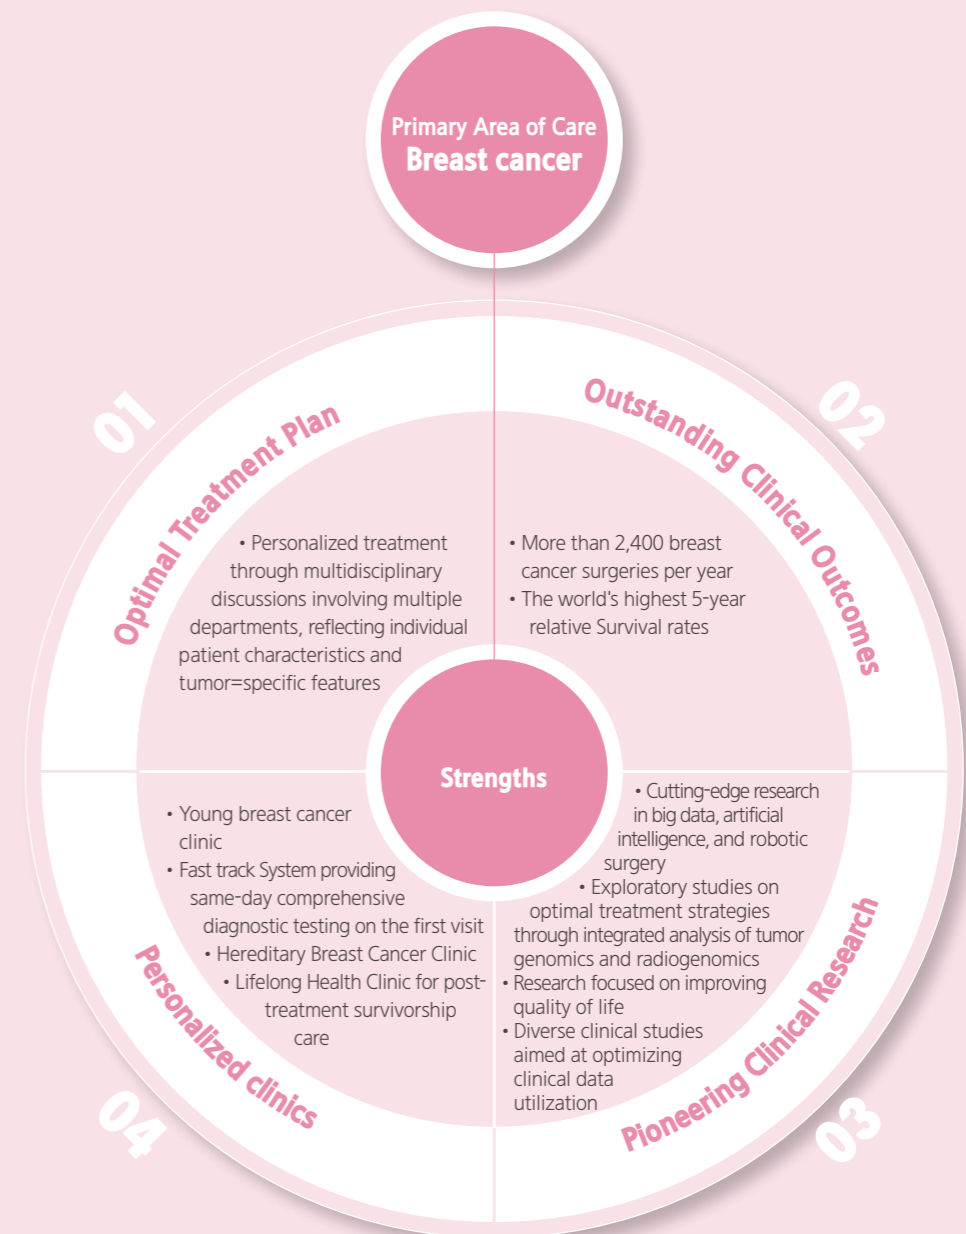 Primary Area of Care
Breast cancer
01
Optimal Treatment Plan
• Personalized treatment
through multidisciplinary
discussions involving multiple
departments, reflecting individual
patient characteristics and
tumor=specific features
02
Outstanding Clinical Outcomes
• More than 2,400 breast
cancer surgeries per year
• The world's highest 5-year
relative Survival rates
Strengths
03
Pioneering Clinical Research
• Cutting-edge research
in big data, artificial
intelligence, and robotic
surgery
• Exploratory studies on
optimal treatment strategies
through integrated analysis of tumor
genomics and radiogenomics
• Research focused on improving
quality of life
• Diverse clinical studies
aimed at optimizing
clinical data
utilization
04
Personalized clinics
• Young breast cancer
clinic
• Fast track System providing
same-day comprehensive
diagnostic testing on the first visit
• Hereditary Breast Cancer Clinic
• Lifelong Health Clinic for post-
treatment survivorship
care